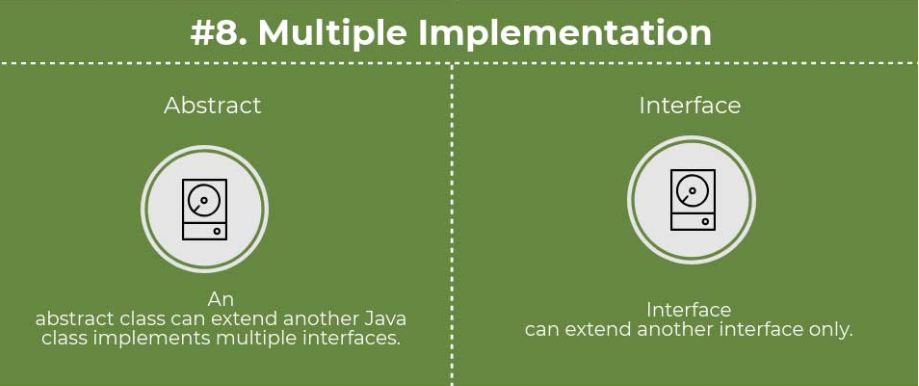 #8. Multiple Implementation
Abstract
An
abstract class can extend another Java
class implements multiple interfaces.
Interface
Interface
can extend another interface only.